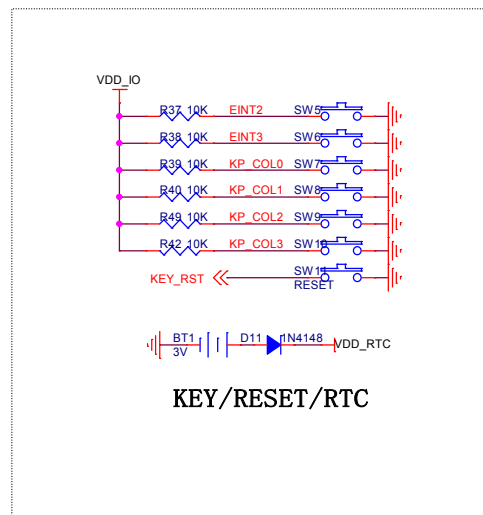 VDD_IO
R37 10K EINT2 SW5
R38 10K EINT3 SW6
R39 10K KP_COL0 SW7
R40 10K KP_COL1 SW8
R49 10K KP_COL2 SW9
R42 10K KP_COL3 SW10
KEY_RST SW11
RESET
BT1 D11 1N4148 VDD_RTC
3V
KEY/RESET/RTC